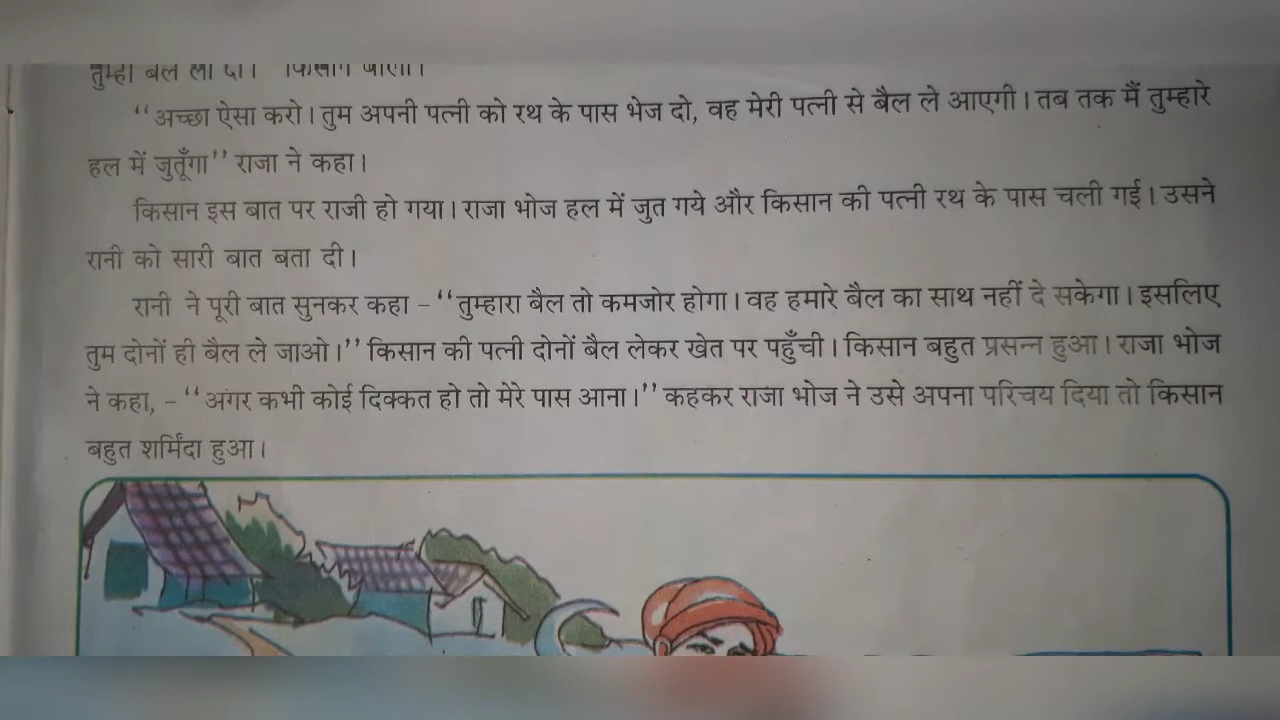 बैल ला दो।
"अच्छा ऐसा करो। तुम अपनी पत्नी को रथ के पास भेज दो, वह मेरी पत्नी से बैल ले आएगी। तब तक मैं तुम्हारे
हल में जुतूँगा" राजा ने कहा।
किसान इस बात पर राजी हो गया। राजा भोज हल में जुत गये और किसान की पत्नी रथ के पास चली गई। उसने
रानी को सारी बात बता दी।
रानी ने पूरी बात सुनकर कहा – "तुम्हारा बैल तो कमजोर होगा। वह हमारे बैल का साथ नहीं दे सकेगा। इसलिए
तुम दोनों ही बैल ले जाओ।" किसान की पत्नी दोनों बैल लेकर खेत पर पहुँची। किसान बहुत प्रसन्न हुआ। राजा भोज
ने कहा, – "अगर कभी कोई दिक्कत हो तो मेरे पास आना।" कहकर राजा भोज ने उसे अपना परिचय दिया तो किसान
बहुत शर्मिंदा हुआ।